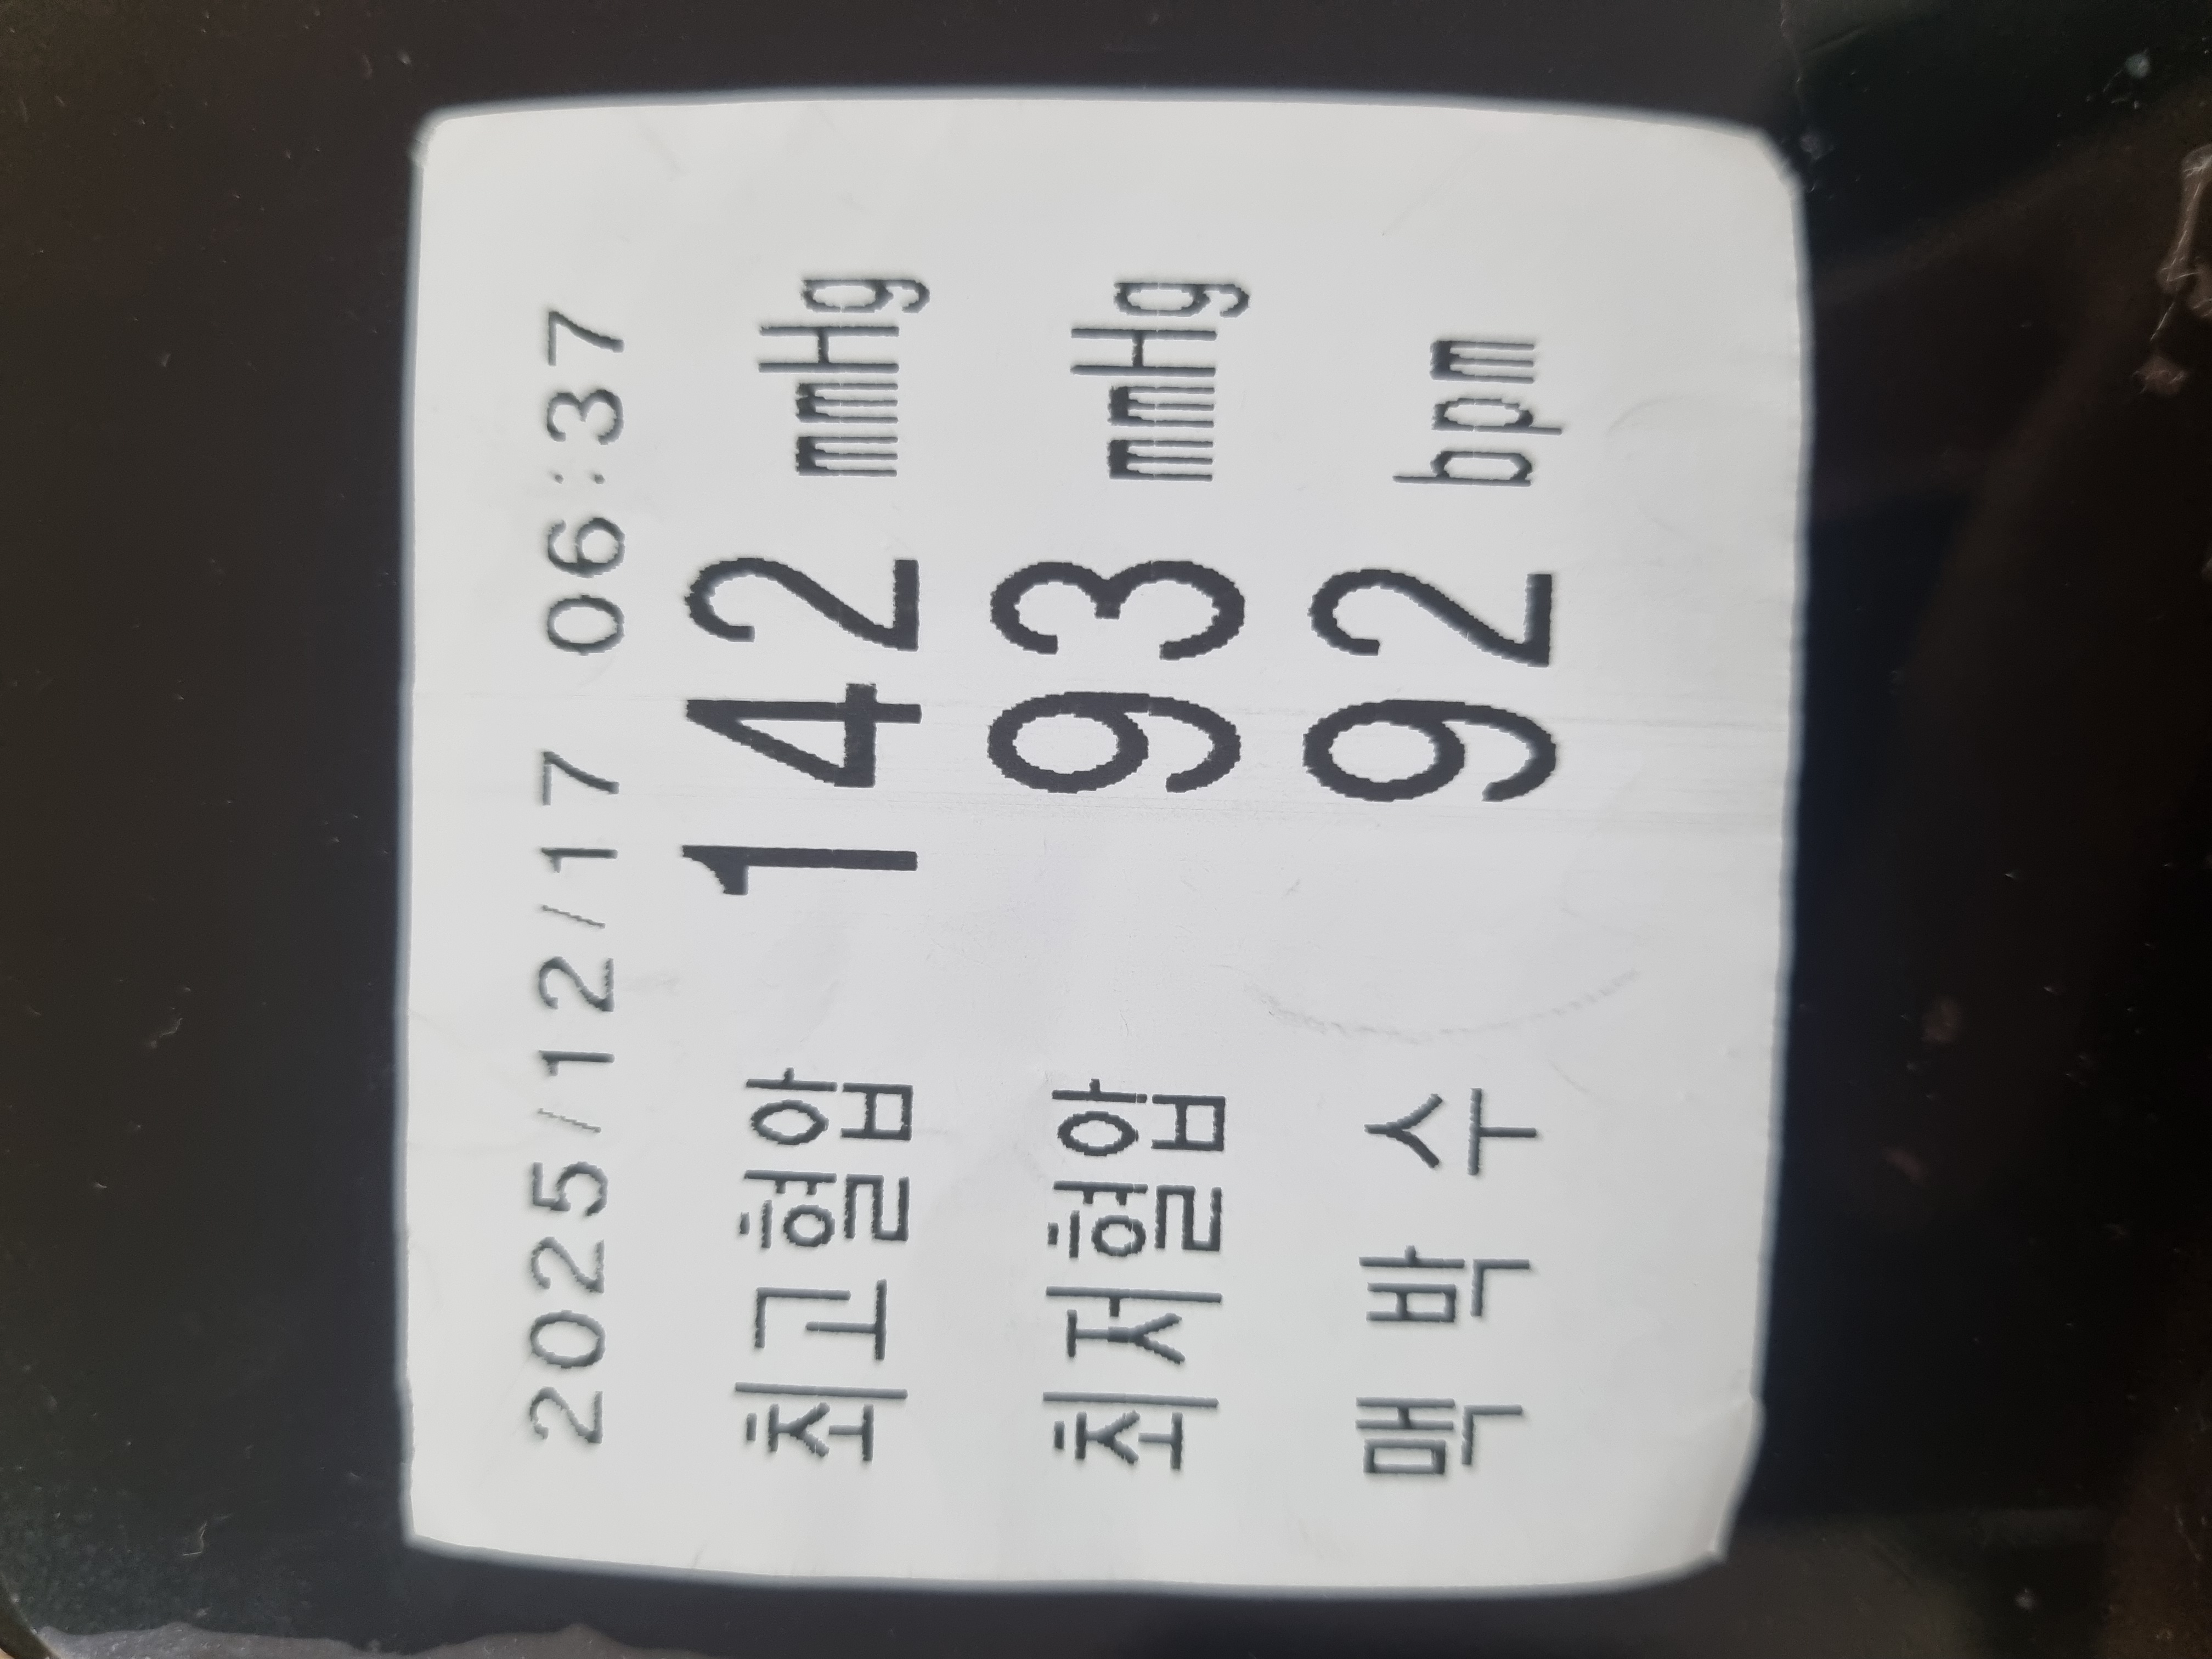 2025/12/17 06:37
최고혈압 142 mmHg
최저혈압 93 mmHg
맥 박 수 92 bpm